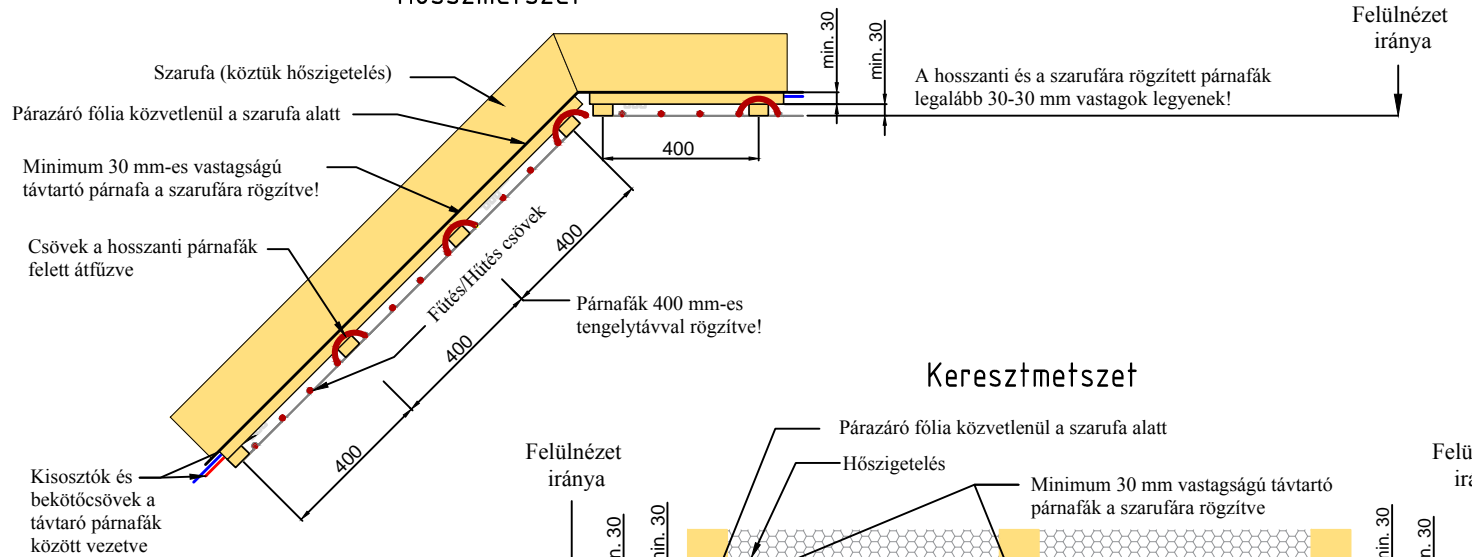 Hosszmetszet
Szarufa (köztük hőszigetelés)
Párazáró fólia közvetlenül a szarufa alatt
Minimum 30 mm-es vastagságú
távtartó párnafa a szarufára rögzítve!
Csövek a hosszanti párnafák
felett átfűzve
Kisosztók és
bekötőcsövek a
távtaró párnafák
között vezetve
Fűtés/Hűtés csövek
400
400
400
Párnafák 400 mm-es
tengelytávval rögzítve!
400
min. 30
min. 30
A hosszanti és a szarufára rögzített párnafák
legalább 30-30 mm vastagok legyenek!
Felülnézet
iránya
Keresztmetszet
Párazáró fólia közvetlenül a szarufa alatt
Hőszigetelés
Minimum 30 mm vastagságú távtartó
párnafák a szarufára rögzítve
Felülnézet
iránya
n. 30
min. 30
min. 30
n. 30
Felü
irá